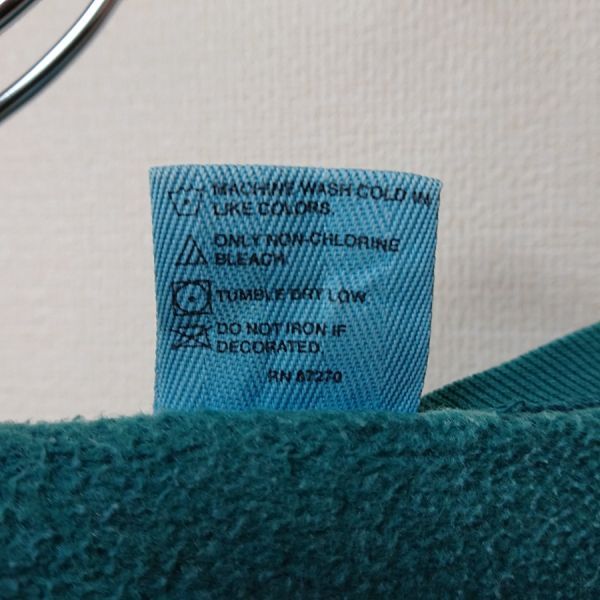 MACHINE WASH COLD IN
LIKE COLORS.
ONLY NON-CHLORINE
BLEACH.
TUMBLE DRY LOW.
DO NOT IRON IF
DECORATED.
RN 87270